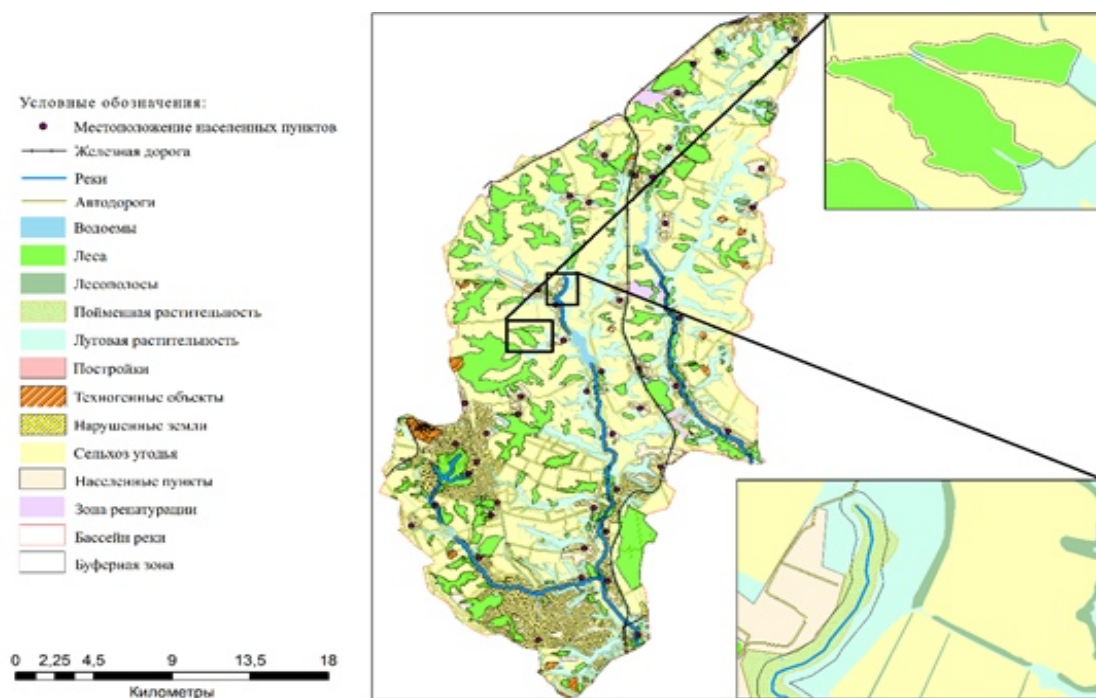 Условные обозначения:
Местоположение населенных пунктов
Железная дорога
Реки
Автодороги
Водоемы
Леса
Лесополосы
Пойменная растительность
Луговая растительность
Постройки
Техногенные объекты
Нарушенные земли
Сельхоз угодья
Населенные пункты
Зона репатурации
Бассейн реки
Буферная зона
0 2,25 4,5 9 13,5 18
Километры